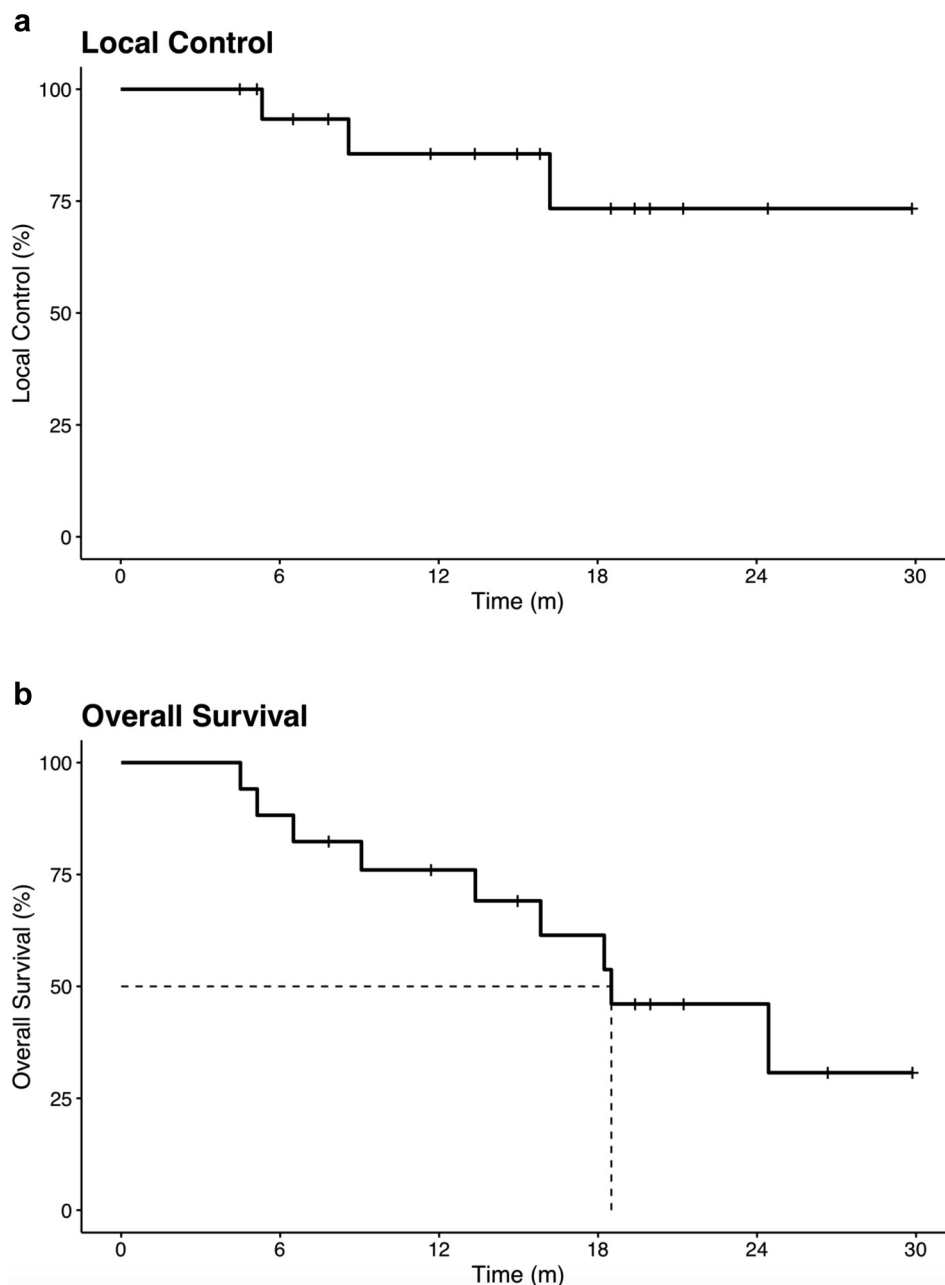 a
Local Control
100
75
50
25
0
Local Control (%)
0 6 12 18 24 30
Time (m)
b
Overall Survival
100
75
50
25
0
Overall Survival (%)
0 6 12 18 24 30
Time (m)